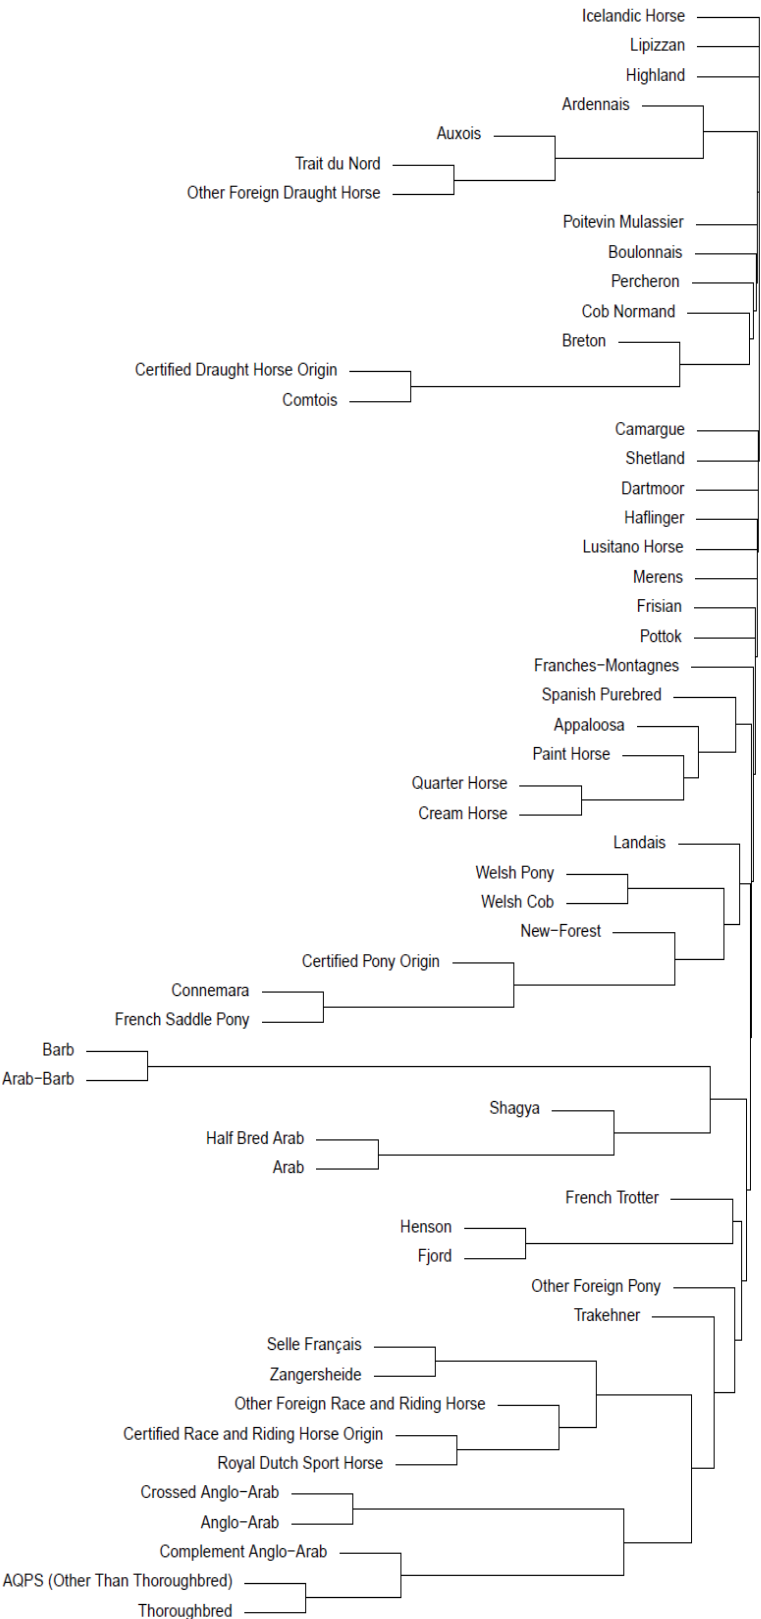 Icelandic Horse
Lipizzan
Highland
Ardennais
Auxois
Trait du Nord
Other Foreign Draught Horse
Poitevin Mulassier
Boulonnais
Percheron
Cob Normand
Breton
Certified Draught Horse Origin
Comtois
Camargue
Shetland
Dartmoor
Haflinger
Lusitano Horse
Merens
Frisian
Pottok
Franches−Montagnes
Spanish Purebred
Appaloosa
Paint Horse
Quarter Horse
Cream Horse
Landais
Welsh Pony
Welsh Cob
New−Forest
Certified Pony Origin
Connemara
French Saddle Pony
Barb
Arab−Barb
Shagya
Half Bred Arab
Arab
French Trotter
Henson
Fjord
Other Foreign Pony
Trakehner
Selle Français
Zangersheide
Other Foreign Race and Riding Horse
Certified Race and Riding Horse Origin
Royal Dutch Sport Horse
Crossed Anglo−Arab
Anglo−Arab
Complement Anglo−Arab
AQPS (Other Than Thoroughbred)
Thoroughbred